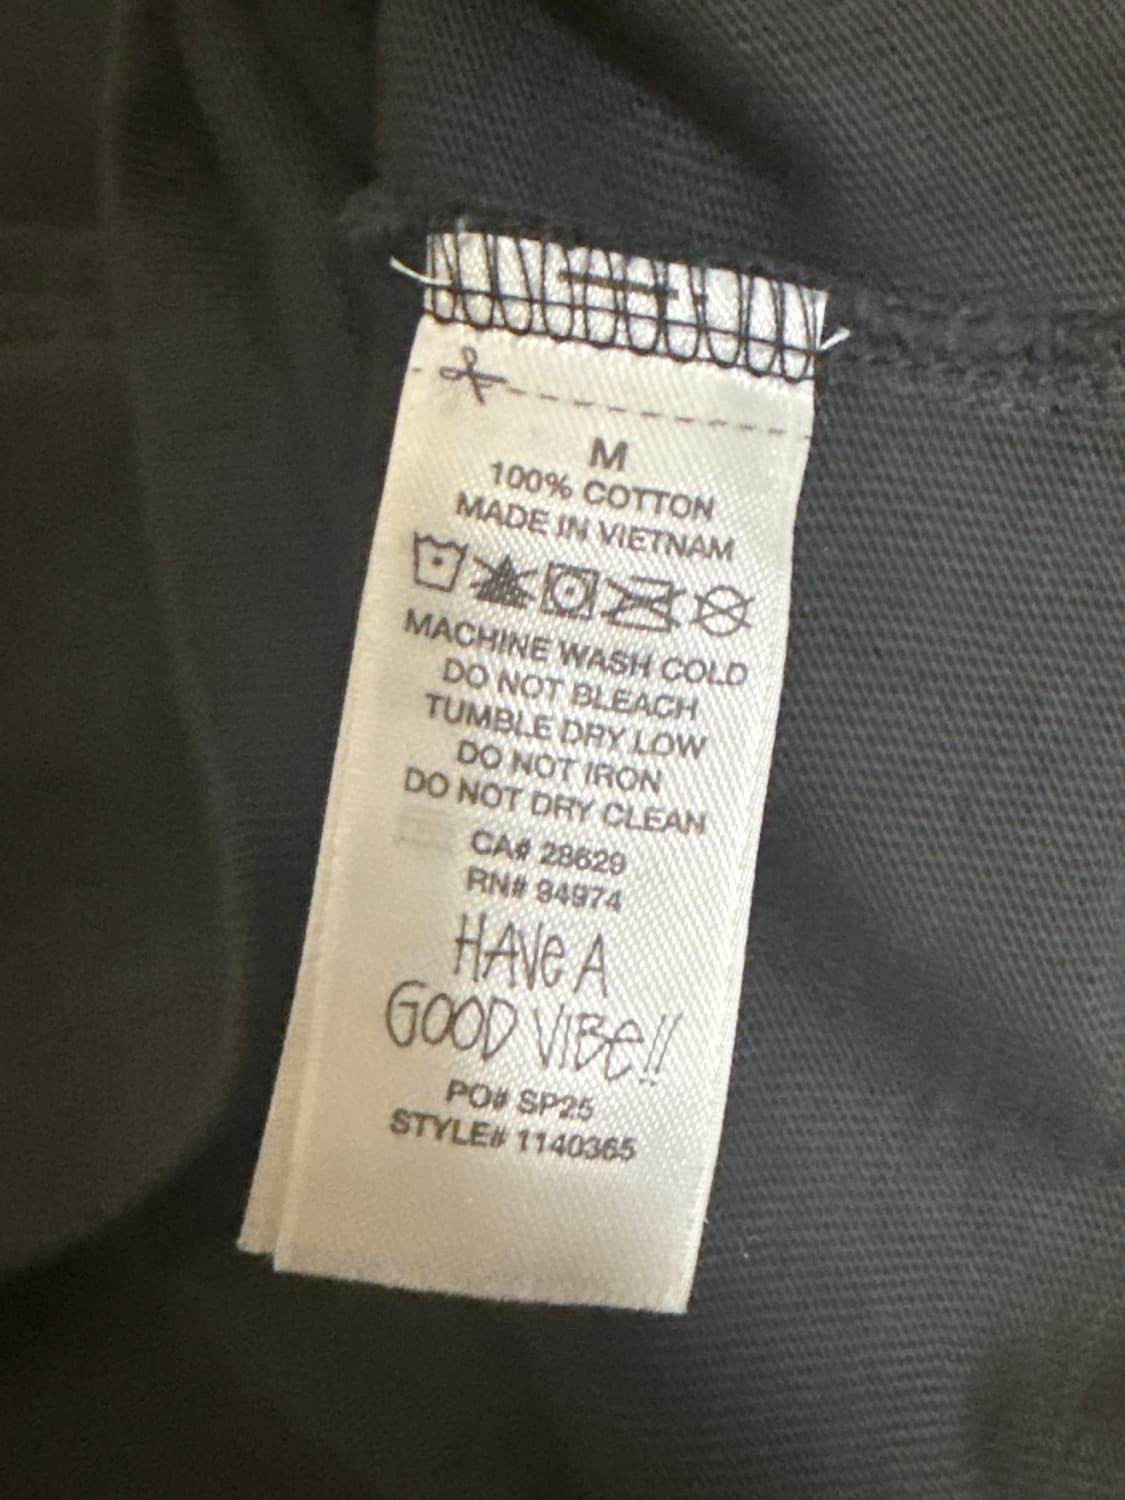 M
100% COTTON
MADE IN VIETNAM
MACHINE WASH COLD
DO NOT BLEACH
TUMBLE DRY LOW
DO NOT IRON
DO NOT DRY CLEAN
CA# 28629
RN# 94974
HAVe A
GOOD VIBe!!
PO# SP25
STYLE# 1140365